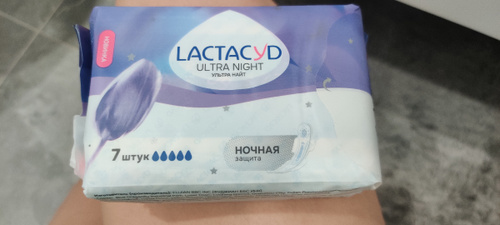 НОВИНКА
LACTACYD
ULTRA NIGHT
УЛЬТРА НАЙТ
7 штук
НОЧНАЯ
защита